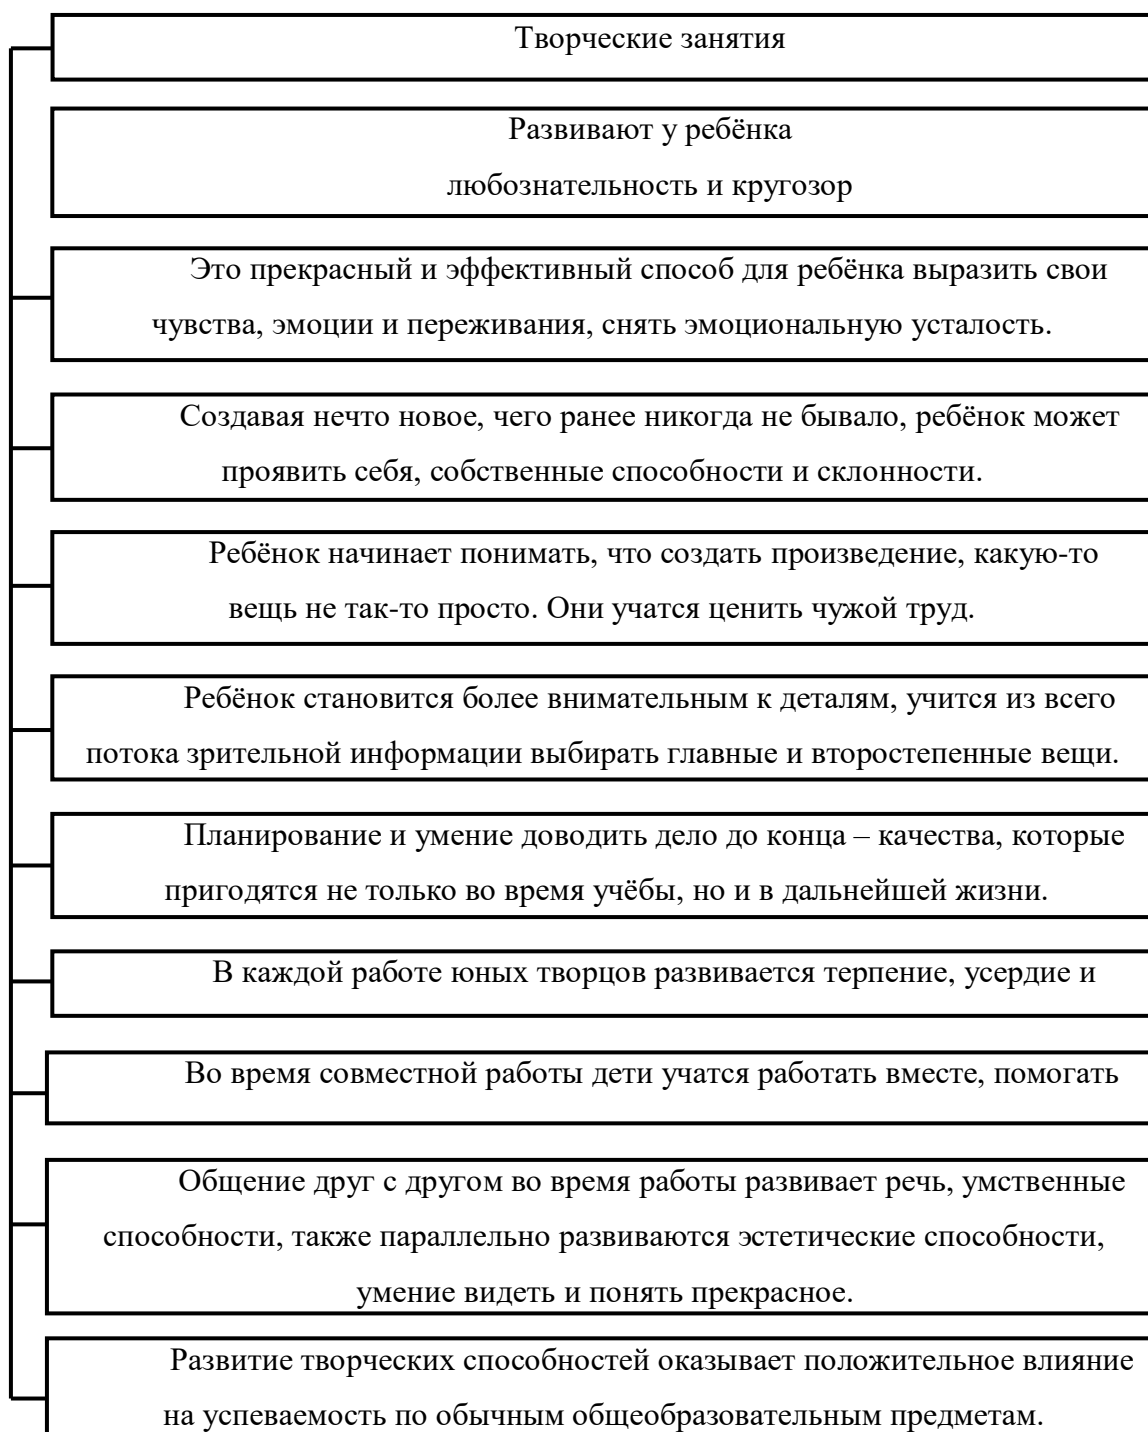 Творческие занятия
Развивают у ребёнка
любознательность и кругозор
Это прекрасный и эффективный способ для ребёнка выразить свои
чувства, эмоции и переживания, снять эмоциональную усталость.
Создавая нечто новое, чего ранее никогда не бывало, ребёнок может
проявить себя, собственные способности и склонности.
Ребёнок начинает понимать, что создать произведение, какую-то
вещь не так-то просто. Они учатся ценить чужой труд.
Ребёнок становится более внимательным к деталям, учится из всего
потока зрительной информации выбирать главные и второстепенные вещи.
Планирование и умение доводить дело до конца – качества, которые
пригодятся не только во время учёбы, но и в дальнейшей жизни.
В каждой работе юных творцов развивается терпение, усердие и
Во время совместной работы дети учатся работать вместе, помогать
Общение друг с другом во время работы развивает речь, умственные
способности, также параллельно развиваются эстетические способности,
умение видеть и понять прекрасное.
Развитие творческих способностей оказывает положительное влияние
на успеваемость по обычным общеобразовательным предметам.